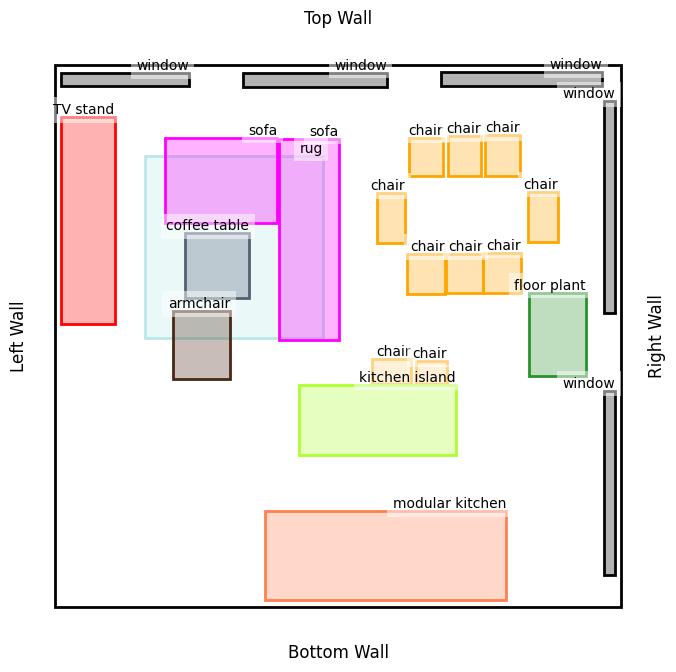 Top Wall
window
window
window
window
TV stand
sofa
sofa
rug
chair
chair
chair
chair
chair
coffee table
chair
chair
chair
floor plant
armchair
Left Wall
Right Wall
chair
chair
kitchen island
window
modular kitchen
Bottom Wall